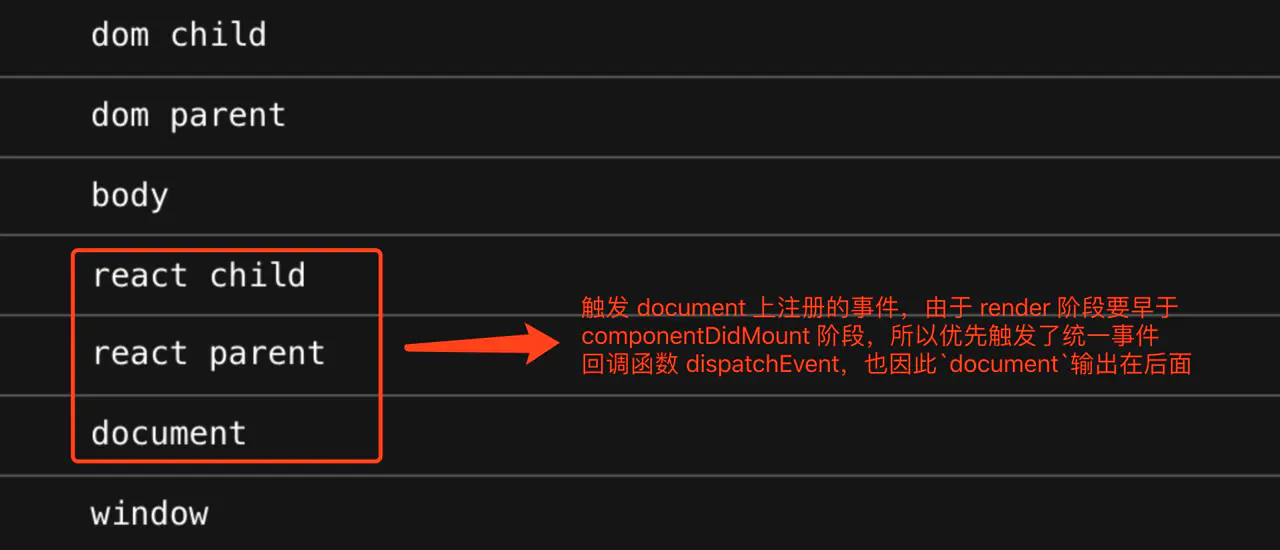 dom child
dom parent
body
react child
react parent
document
window
触发 document 上注册的事件，由于 render 阶段要早于
componentDidMount 阶段，所以优先触发了统一事件
回调函数 dispatchEvent，也因此`document`输出在后面